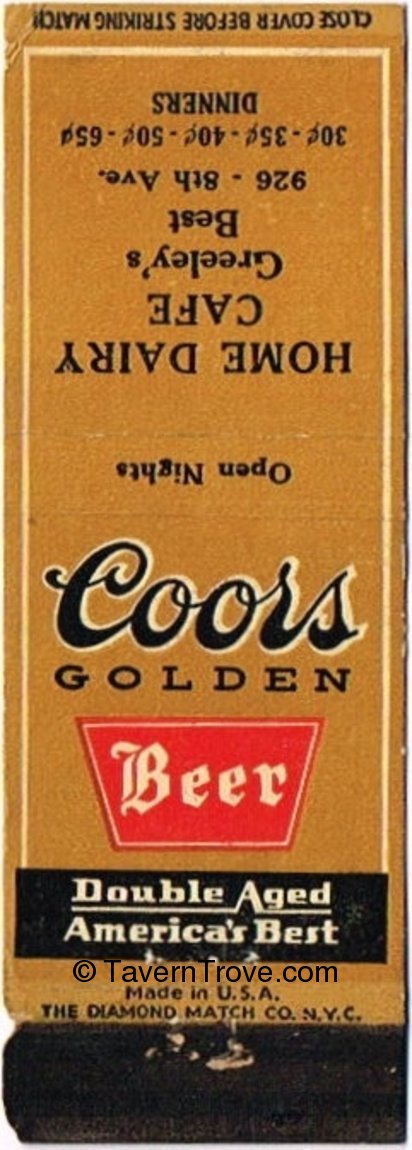 CLOSE COVER BEFORE STRIKING MATCH
HOME DAIRY
CAFE
Greeley's
Best
926 - 8th Ave.
30¢ - 35¢ - 40¢ - 50¢ - 65¢
DINNERS
Open Nights
Coors
GOLDEN
Beer
Double Aged
America's Best
© TavernTrove.com
Made in U.S.A.
THE DIAMOND MATCH CO. N.Y.C.